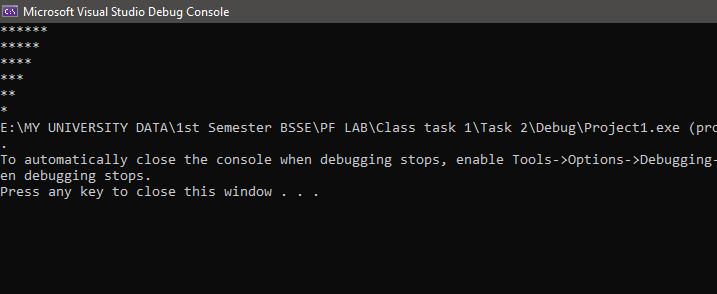 Microsoft Visual Studio Debug Console
******
*****
****
***
**
*
E:\MY UNIVERSITY DATA\1st Semester BSSE\PF LAB\Class task 1\Task 2\Debug\Project1.exe (pro
.
To automatically close the console when debugging stops, enable Tools->Options->Debugging-
en debugging stops.
Press any key to close this window . . .